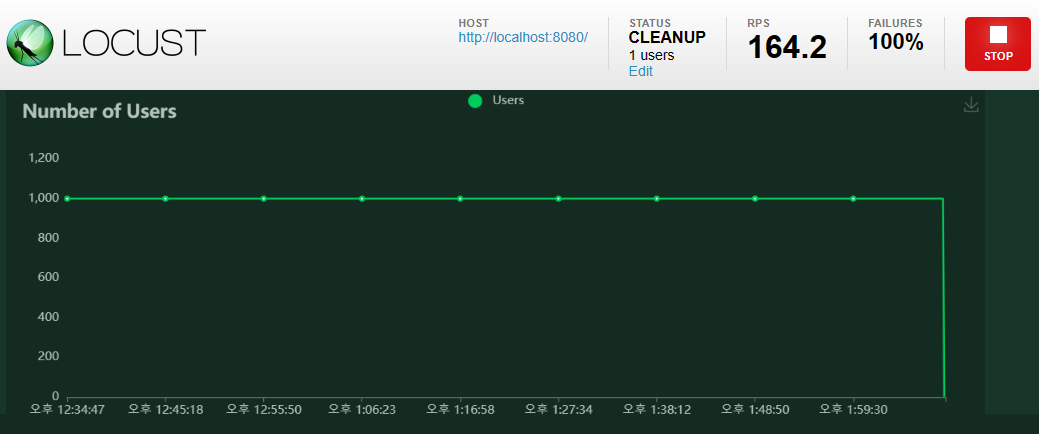 LOCUST
HOST
http://localhost:8080/
STATUS
CLEANUP
1 users
Edit
RPS
164.2
FAILURES
100%
STOP
Number of Users
Users
1,200
1,000
800
600
400
200
0
오후 12:34:47 오후 12:45:18 오후 12:55:50 오후 1:06:23 오후 1:16:58 오후 1:27:34 오후 1:38:12 오후 1:48:50 오후 1:59:30